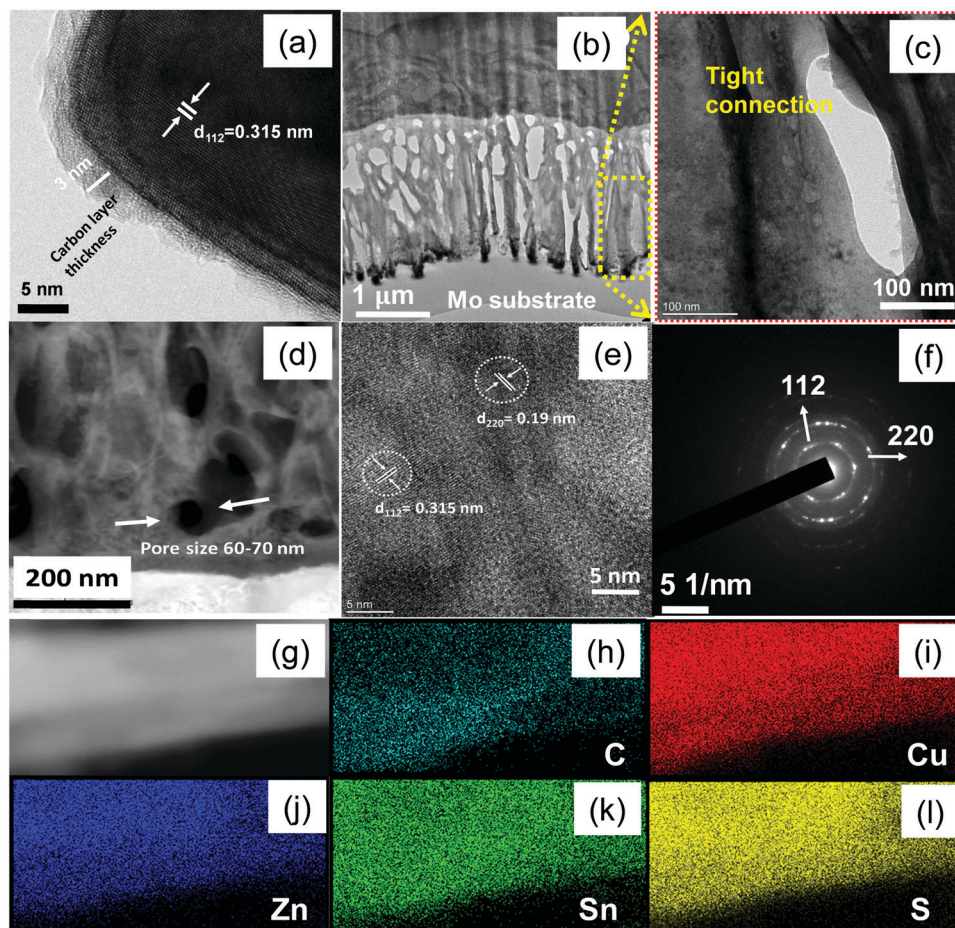 (a)
d112=0.315 nm
3 nm
Carbon layer
thickness
5 nm
(b)
1 μm
Mo substrate
(c)
Tight
connection
100 nm
100 nm
(d)
Pore size 60-70 nm
200 nm
(e)
d220= 0.19 nm
d112= 0.315 nm
5 nm
5 nm
(f)
112
220
5 1/nm
(g)
(h)
C
(i)
Cu
(j)
Zn
(k)
Sn
(l)
S